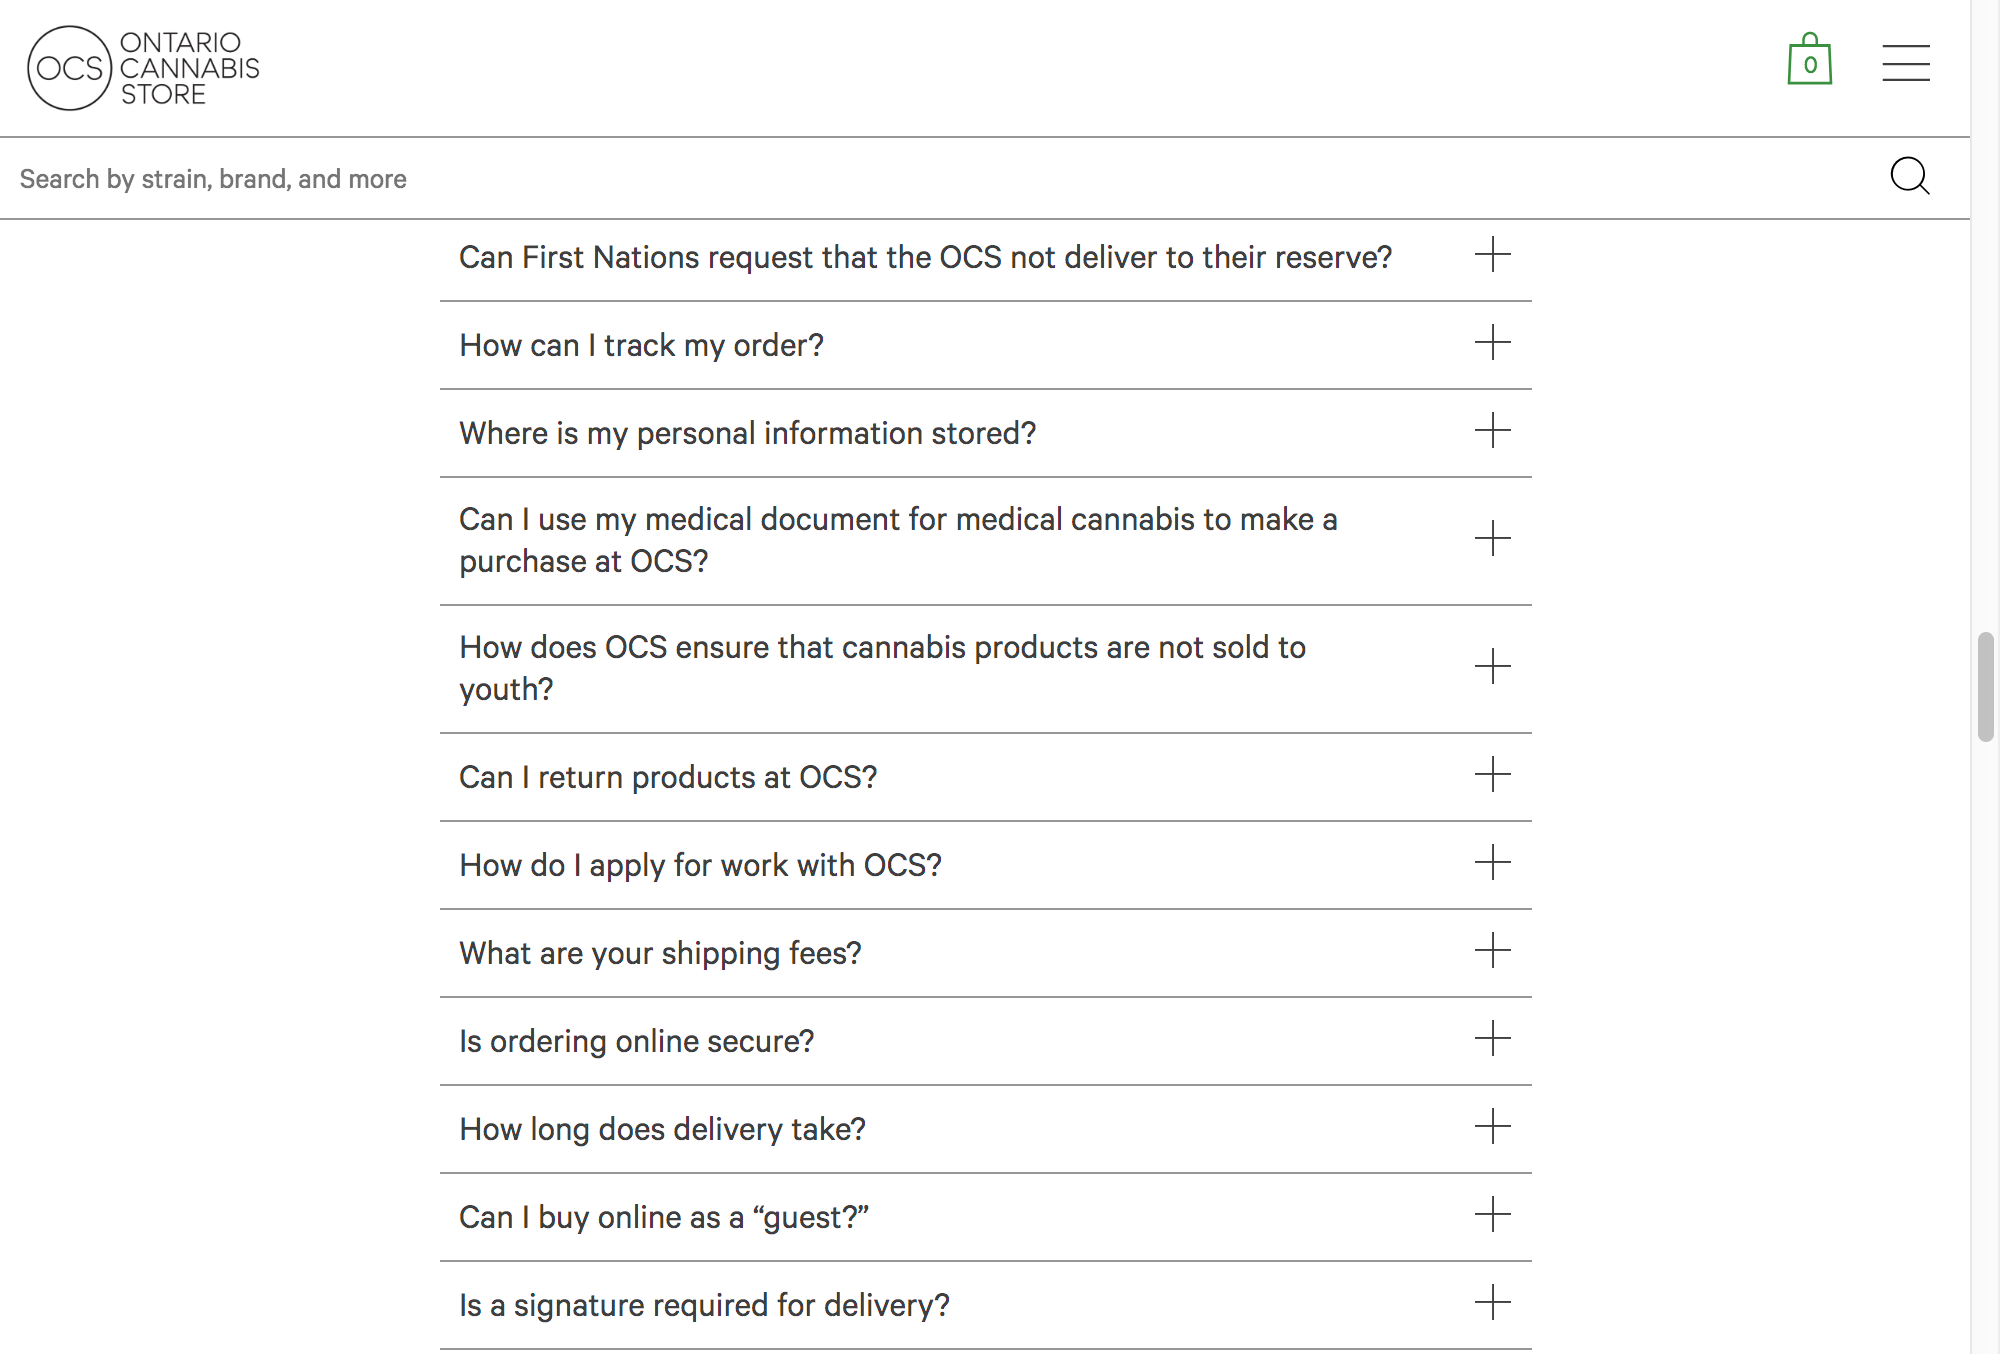 OCS
ONTARIO
CANNABIS
STORE
0
Search by strain, brand, and more
Can First Nations request that the OCS not deliver to their reserve?
How can I track my order?
Where is my personal information stored?
Can I use my medical document for medical cannabis to make a
purchase at OCS?
How does OCS ensure that cannabis products are not sold to
youth?
Can I return products at OCS?
How do I apply for work with OCS?
What are your shipping fees?
Is ordering online secure?
How long does delivery take?
Can I buy online as a “guest?”
Is a signature required for delivery?